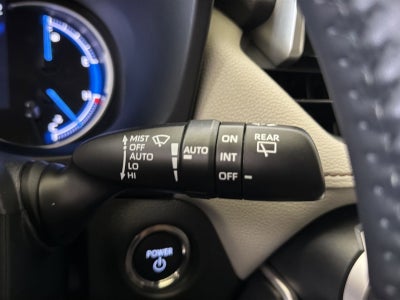 MIST
OFF
AUTO
LO
HI
AUTO
ON
INT
OFF
REAR
POWER